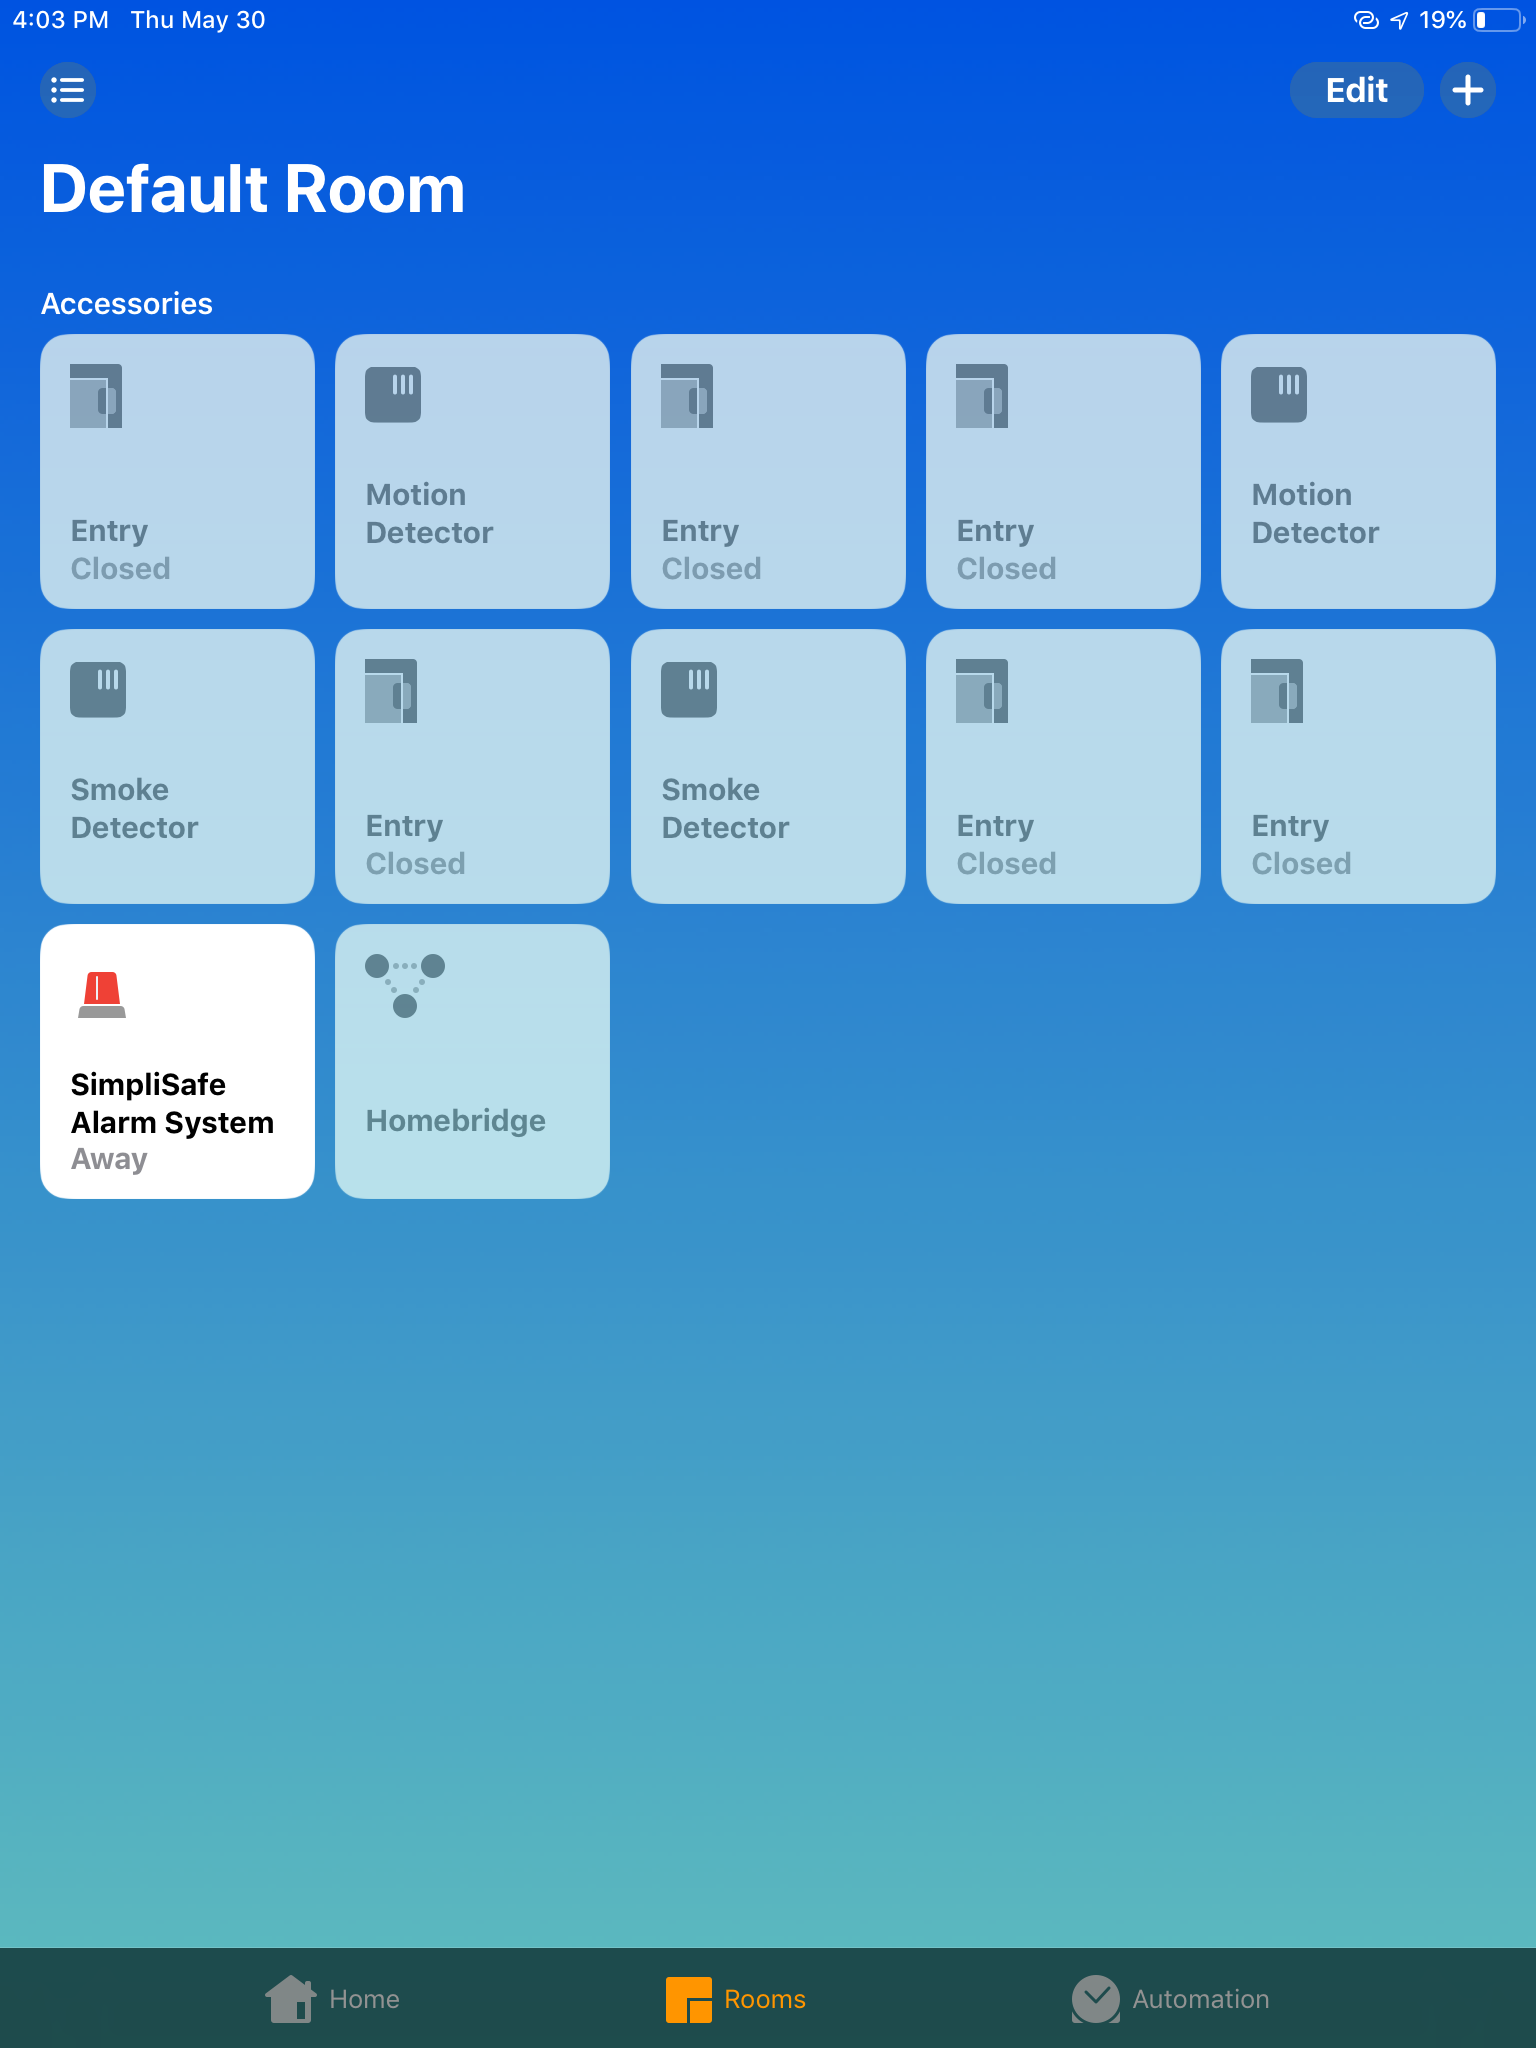 4:03 PM Thu May 30 19%
Edit
Default Room
Accessories
Entry
Closed
Motion
Detector
Entry
Closed
Entry
Closed
Motion
Detector
Smoke
Detector
Entry
Closed
Smoke
Detector
Entry
Closed
Entry
Closed
SimpliSafe
Alarm System
Away
Homebridge
Home
Rooms
Automation